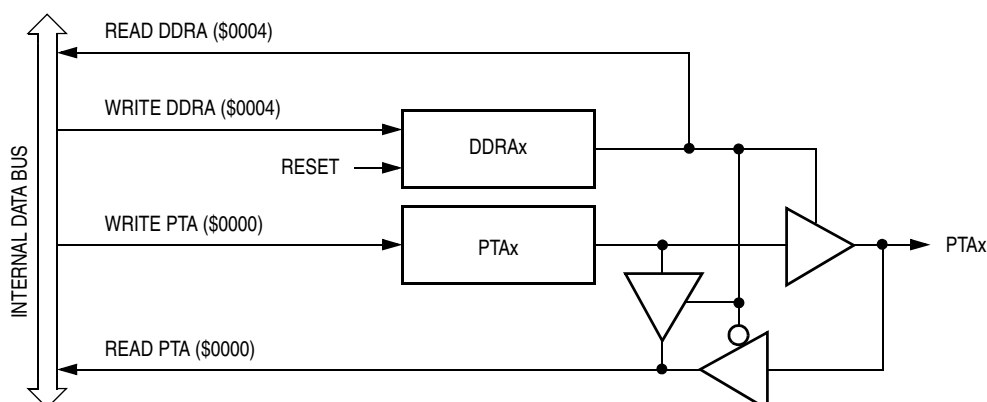 READ DDRA ($0004)
WRITE DDRA ($0004)
DDRAx
RESET
INTERNAL DATA BUS
WRITE PTA ($0000)
PTAx
PTAx
READ PTA ($0000)